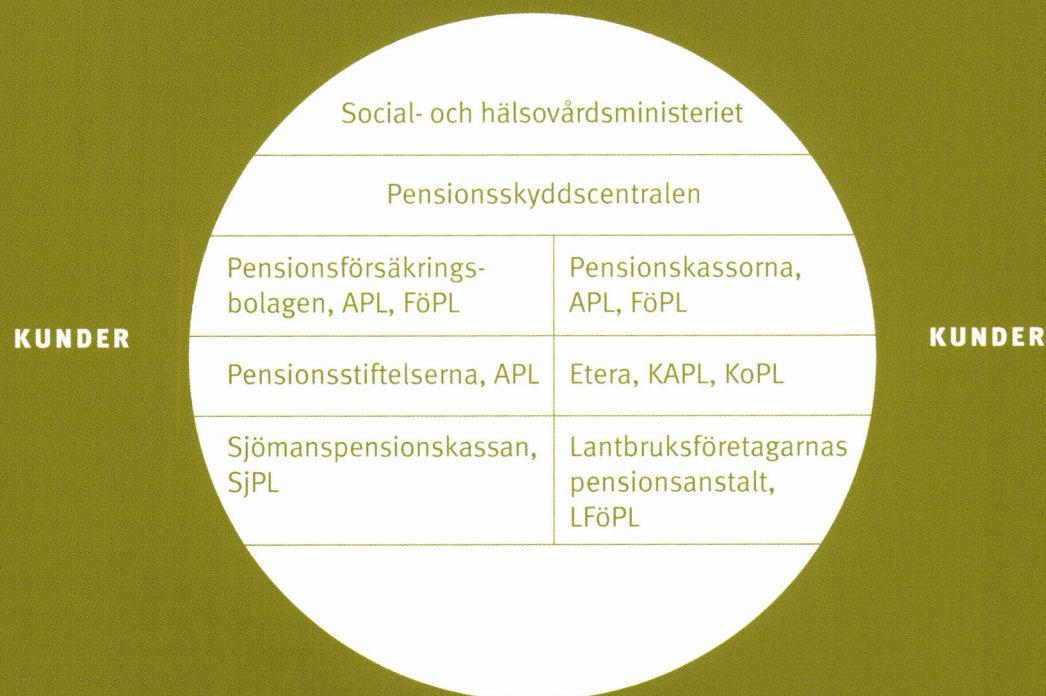 Social- och hälsovårdsministeriet
Pensionsskyddscentralen
Pensionsförsäkrings-
bolagen, APL, FöPL
Pensionskassorna,
APL, FöPL
KUNDER
KUNDER
Pensionsstiftelserna, APL
Etera, KAPL, KoPL
Sjömanspensionskassan,
SjPL
Lantbruksföretagarnas
pensionsanstalt,
LFöPL